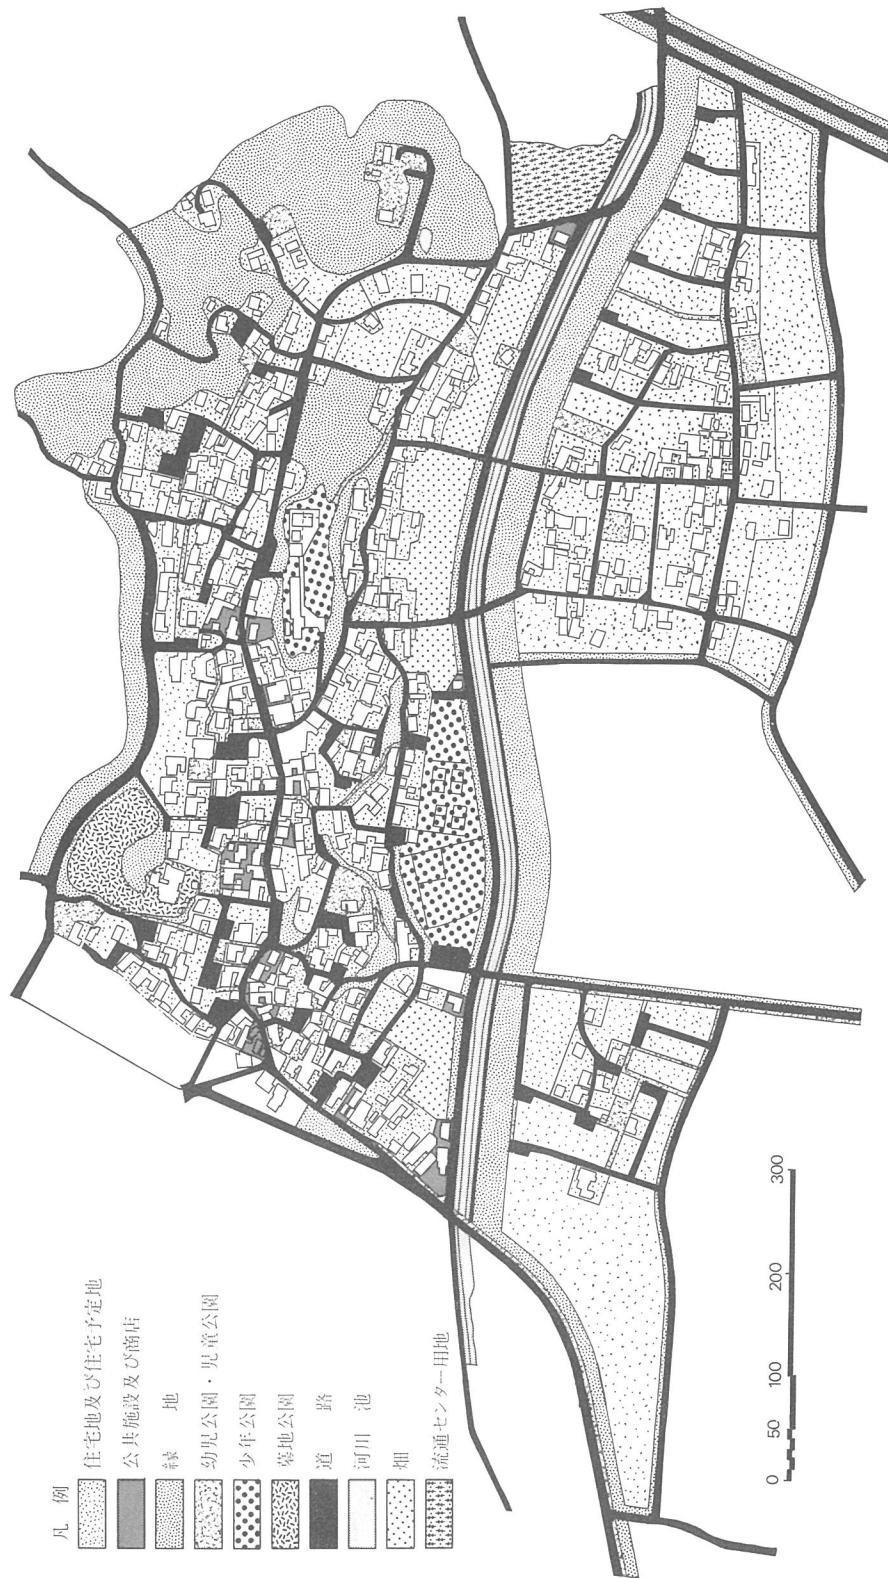 凡例
住宅地及び住宅予定地
公共施設及び商店
緑地
幼児公園・児童公園
少年公園
墓地公園
道路
河川 池
畑
流通センター用地
0 50 100 200 300